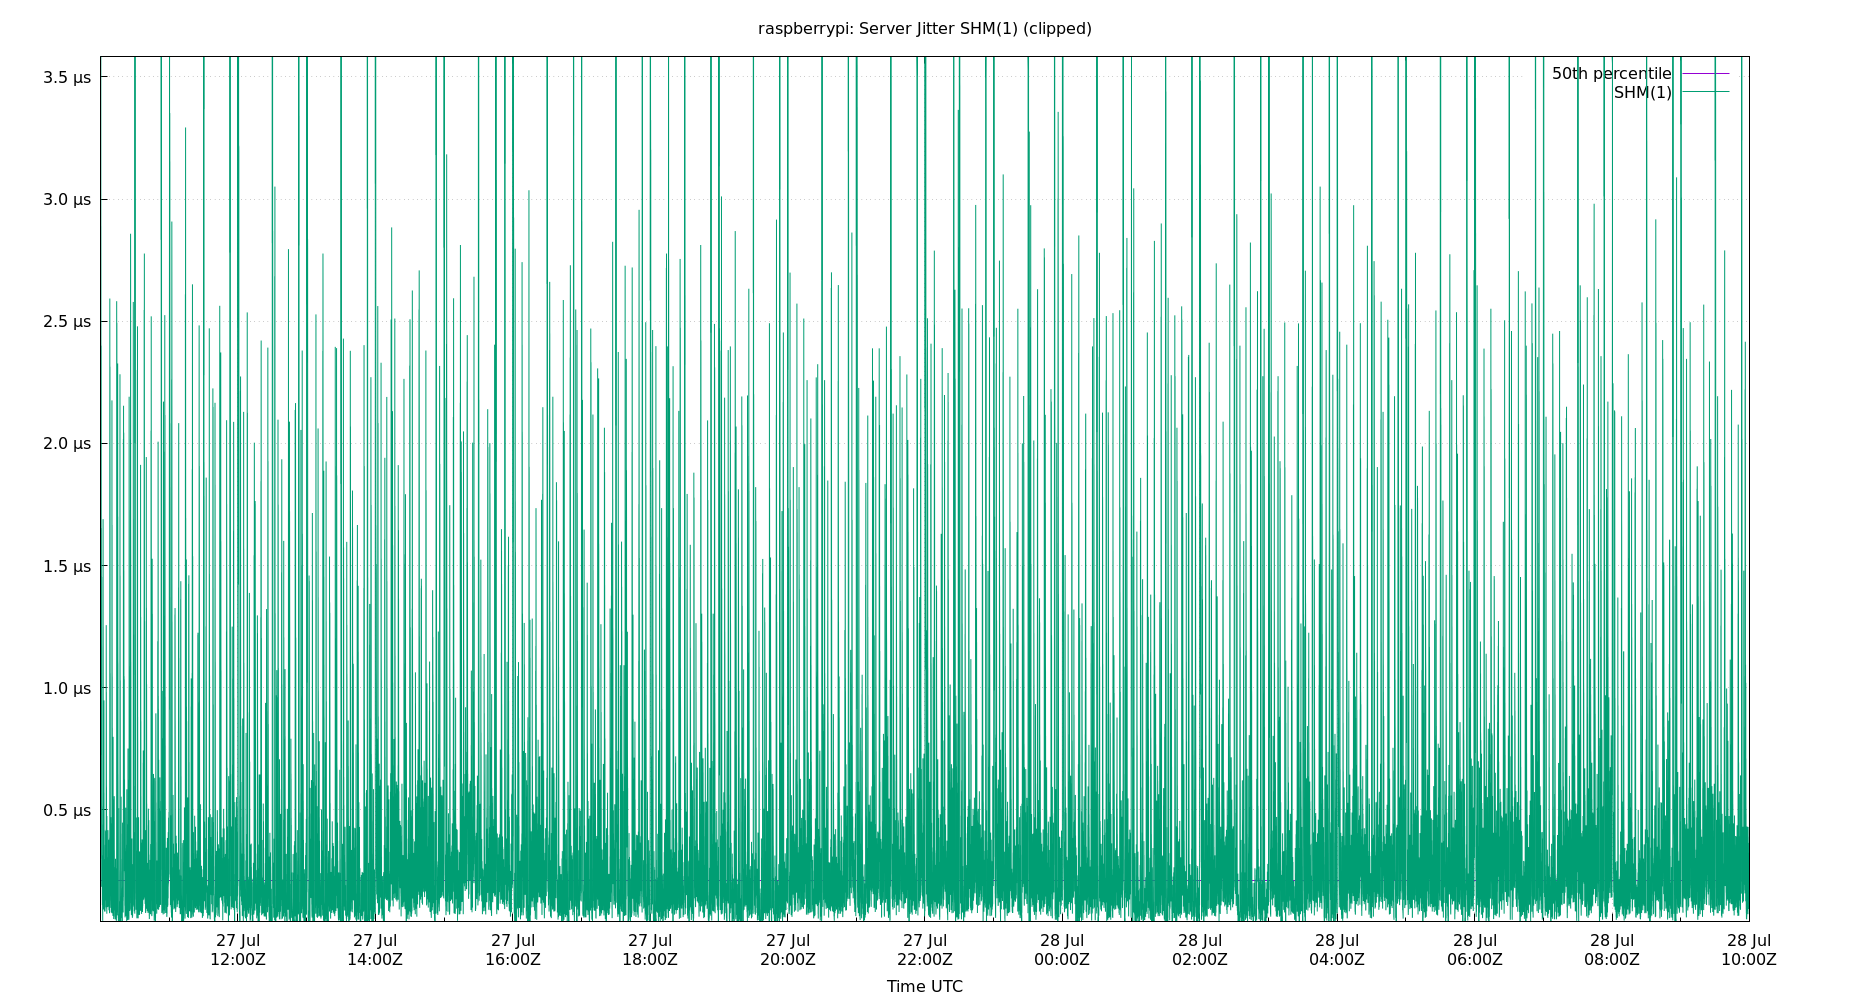 raspberrypi: Server Jitter SHM(1) (clipped)
50th percentile
SHM(1)
3.5 µs
3.0 µs
2.5 µs
2.0 µs
1.5 µs
1.0 µs
0.5 µs
27 Jul 27 Jul 27 Jul 27 Jul 27 Jul 27 Jul 28 Jul 28 Jul 28 Jul 28 Jul 28 Jul 28 Jul
12:00Z 14:00Z 16:00Z 18:00Z 20:00Z 22:00Z 00:00Z 02:00Z 04:00Z 06:00Z 08:00Z 10:00Z
Time UTC